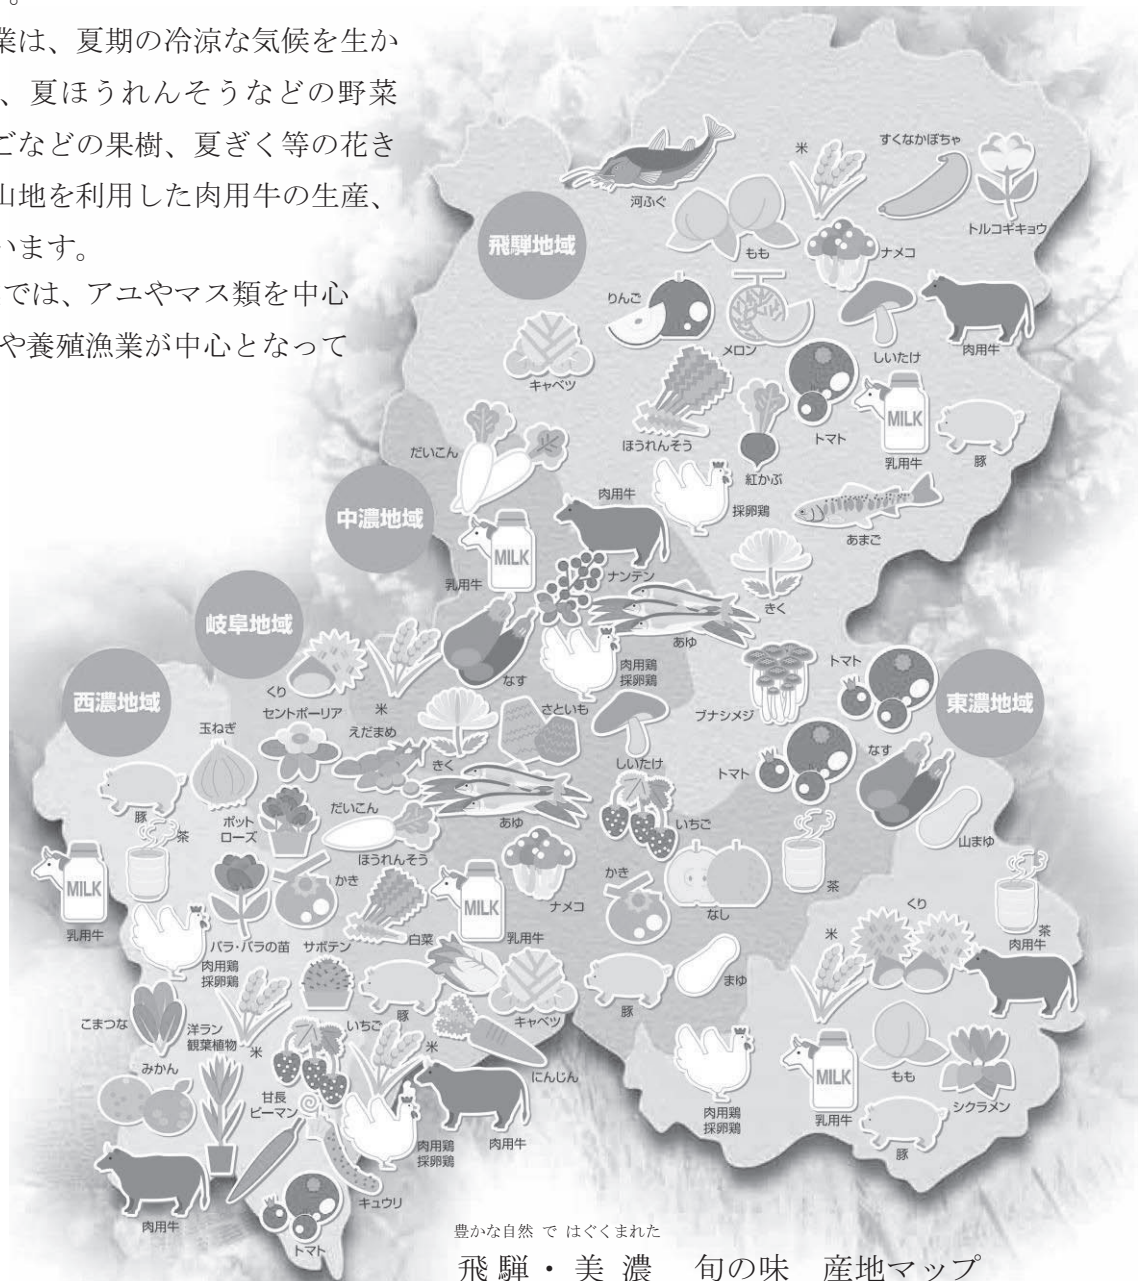 。
業は、夏期の冷涼な気候を生か
、夏ほうれんそうなどの野菜
ごなどの果樹、夏ぎく等の花き
山地を利用した肉用牛の生産、
います。
では、アユやマス類を中心
や養殖漁業が中心となって
飛騨地域
河ふぐ
もも
米
すくなかぼちゃ
トルコギキョウ
ナメコ
りんご
メロン
しいたけ
肉用牛
キャベツ
ほうれんそう
紅かぶ
トマト
MILK
乳用牛
豚
だいこん
採卵鶏
あまご
中濃地域
肉用牛
MILK
乳用牛
ナンテン
きく
あゆ
岐阜地域
くり
米
なす
肉用鶏
採卵鶏
ブナシメジ
トマト
東濃地域
西濃地域
玉ねぎ
セントポーリア
えだまめ
きく
さといも
しいたけ
トマト
なす
豚
茶
ポット
ローズ
だいこん
あゆ
いちご
山まゆ
MILK
乳用牛
ほうれんそう
かき
MILK
乳用牛
ナメコ
かき
なし
茶
くり
茶
肉用鶏
採卵鶏
バラ・バラの苗
サボテン
白菜
米
肉用牛
こまつな
洋ラン
観葉植物
米
いちご
豚
米
キャベツ
豚
まゆ
みかん
甘長
ピーマン
にんじん
肉用鶏
採卵鶏
MILK
乳用牛
もも
シクラメン
肉用牛
肉用鶏
採卵鶏
肉用牛
豚
キュウリ
トマト
豊かな自然 で はぐくまれた
飛騨・美濃 旬の味 産地マップ